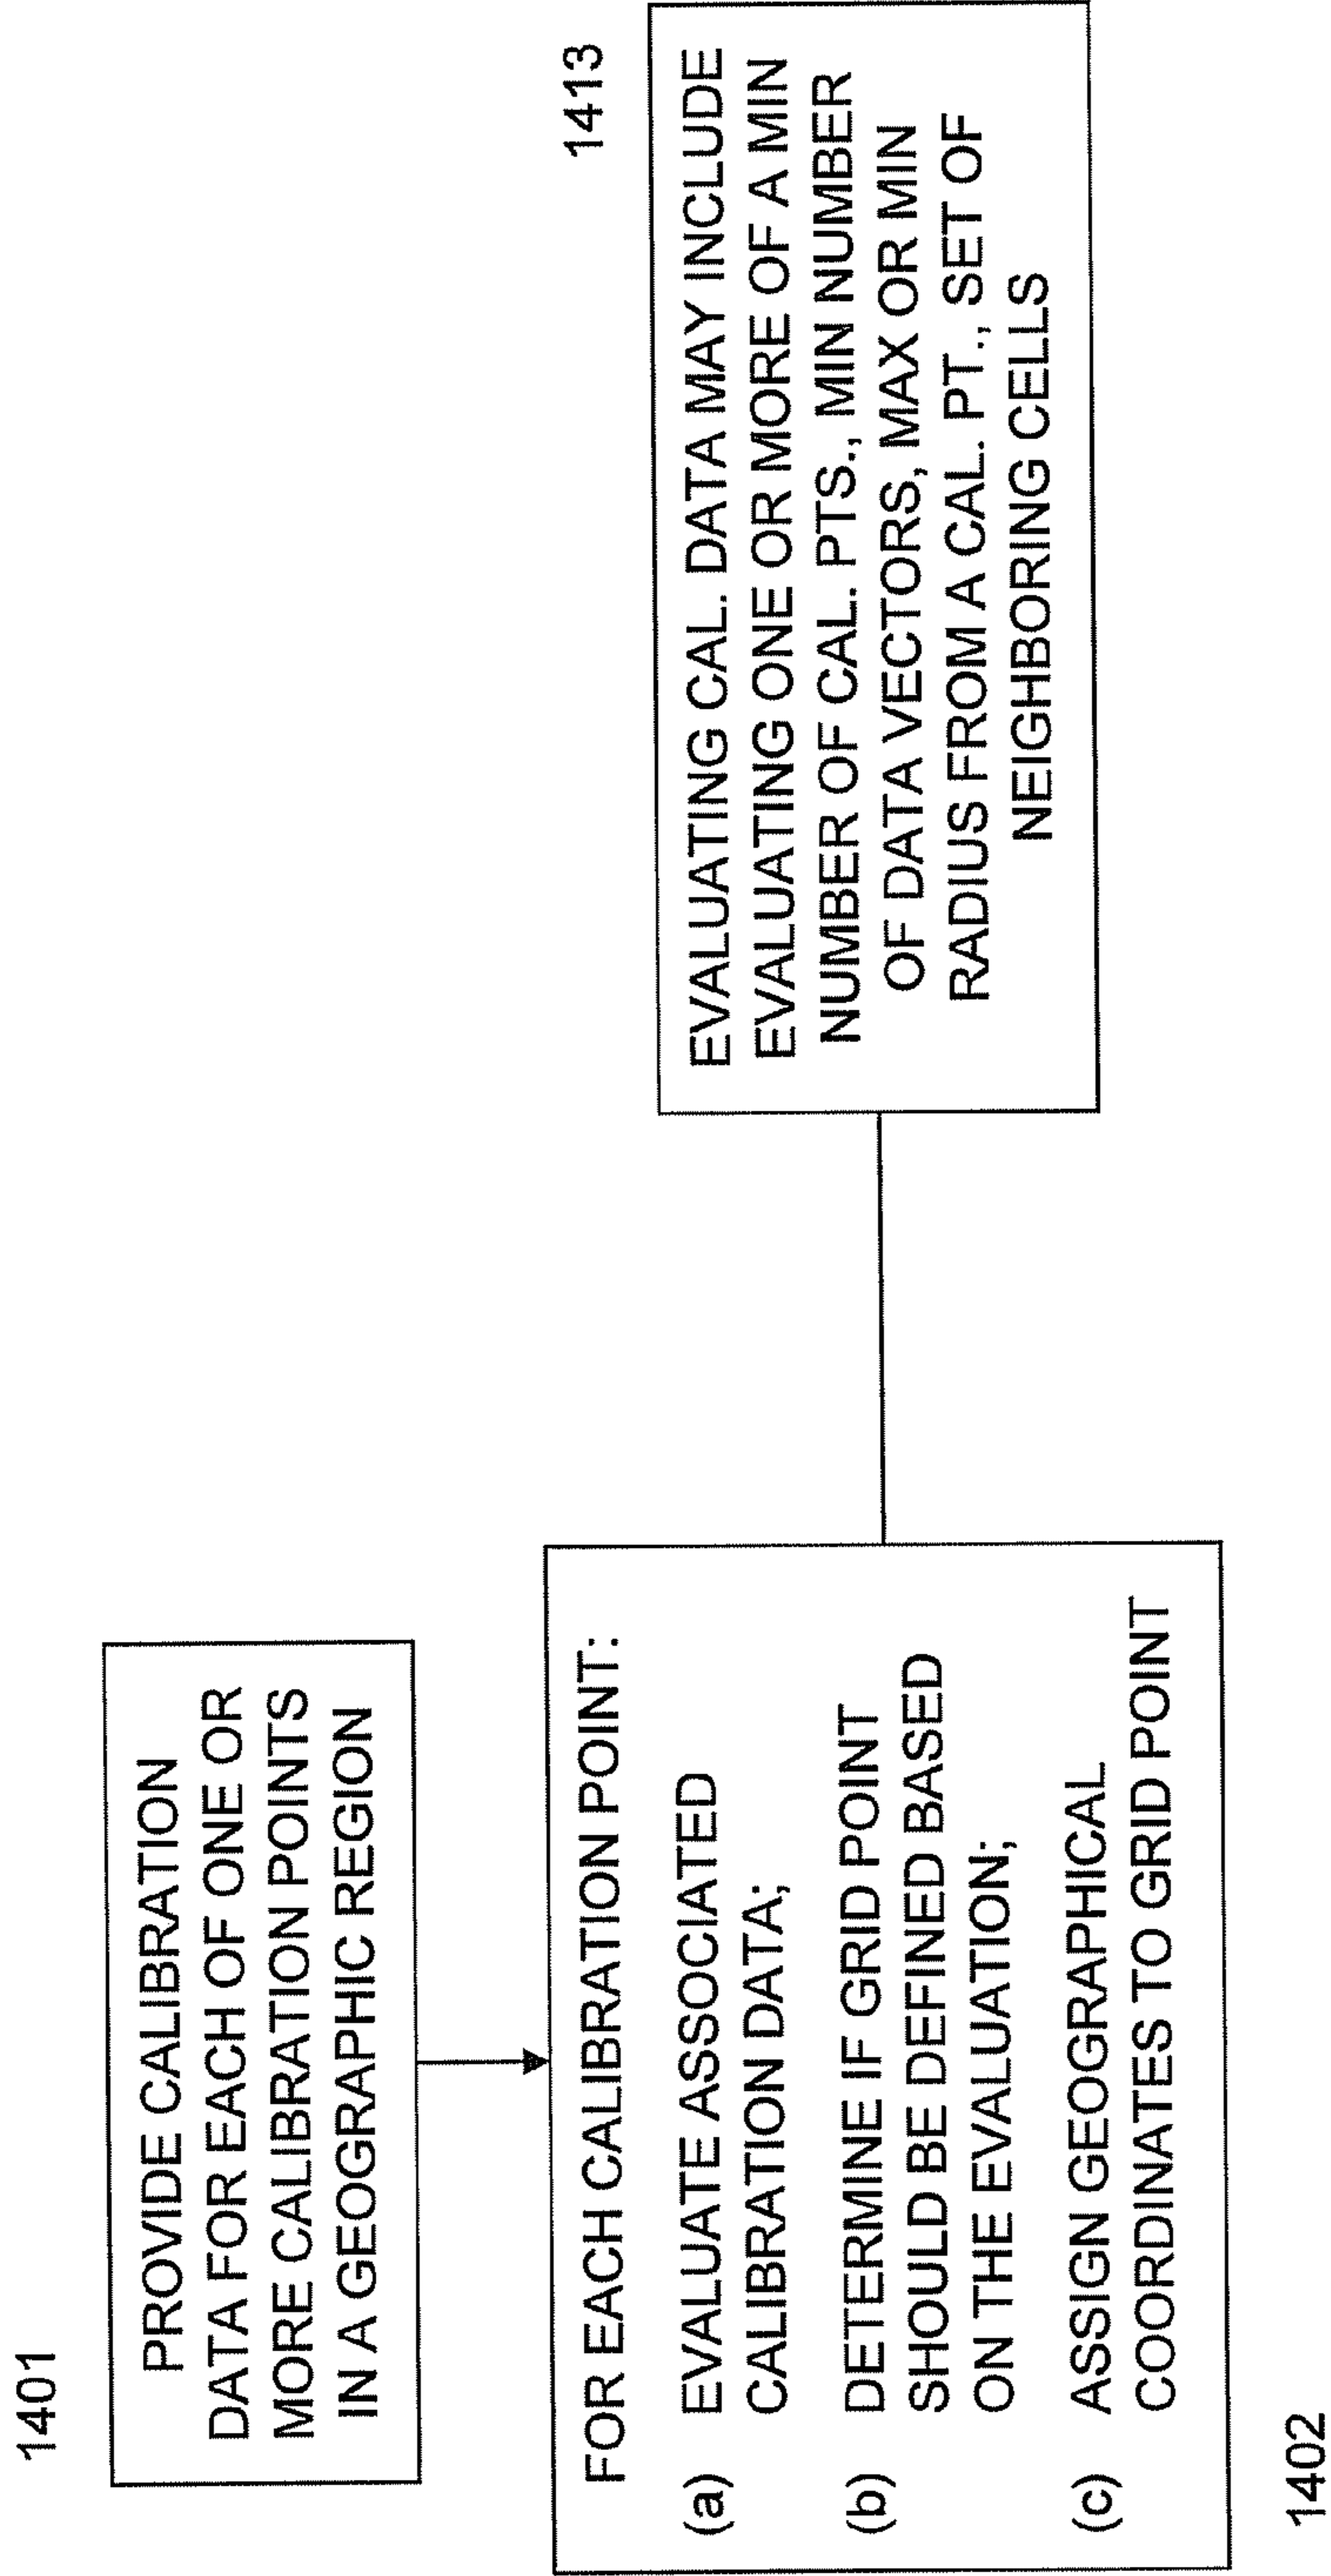 1401
PROVIDE CALIBRATION
DATA FOR EACH OF ONE OR
MORE CALIBRATION POINTS
IN A GEOGRAPHIC REGION
FOR EACH CALIBRATION POINT:
(a) EVALUATE ASSOCIATED
CALIBRATION DATA;
(b) DETERMINE IF GRID POINT
SHOULD BE DEFINED BASED
ON THE EVALUATION;
(c) ASSIGN GEOGRAPHICAL
COORDINATES TO GRID POINT
1402
1413
EVALUATING CAL. DATA MAY INCLUDE
EVALUATING ONE OR MORE OF A MIN
NUMBER OF CAL. PTS., MIN NUMBER
OF DATA VECTORS, MAX OR MIN
RADIUS FROM A CAL. PT., SET OF
NEIGHBORING CELLS